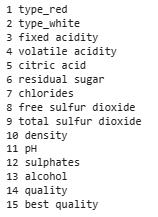 1 type_red
2 type_white
3 fixed acidity
4 volatile acidity
5 citric acid
6 residual sugar
7 chlorides
8 free sulfur dioxide
9 total sulfur dioxide
10 density
11 pH
12 sulphates
13 alcohol
14 quality
15 best quality